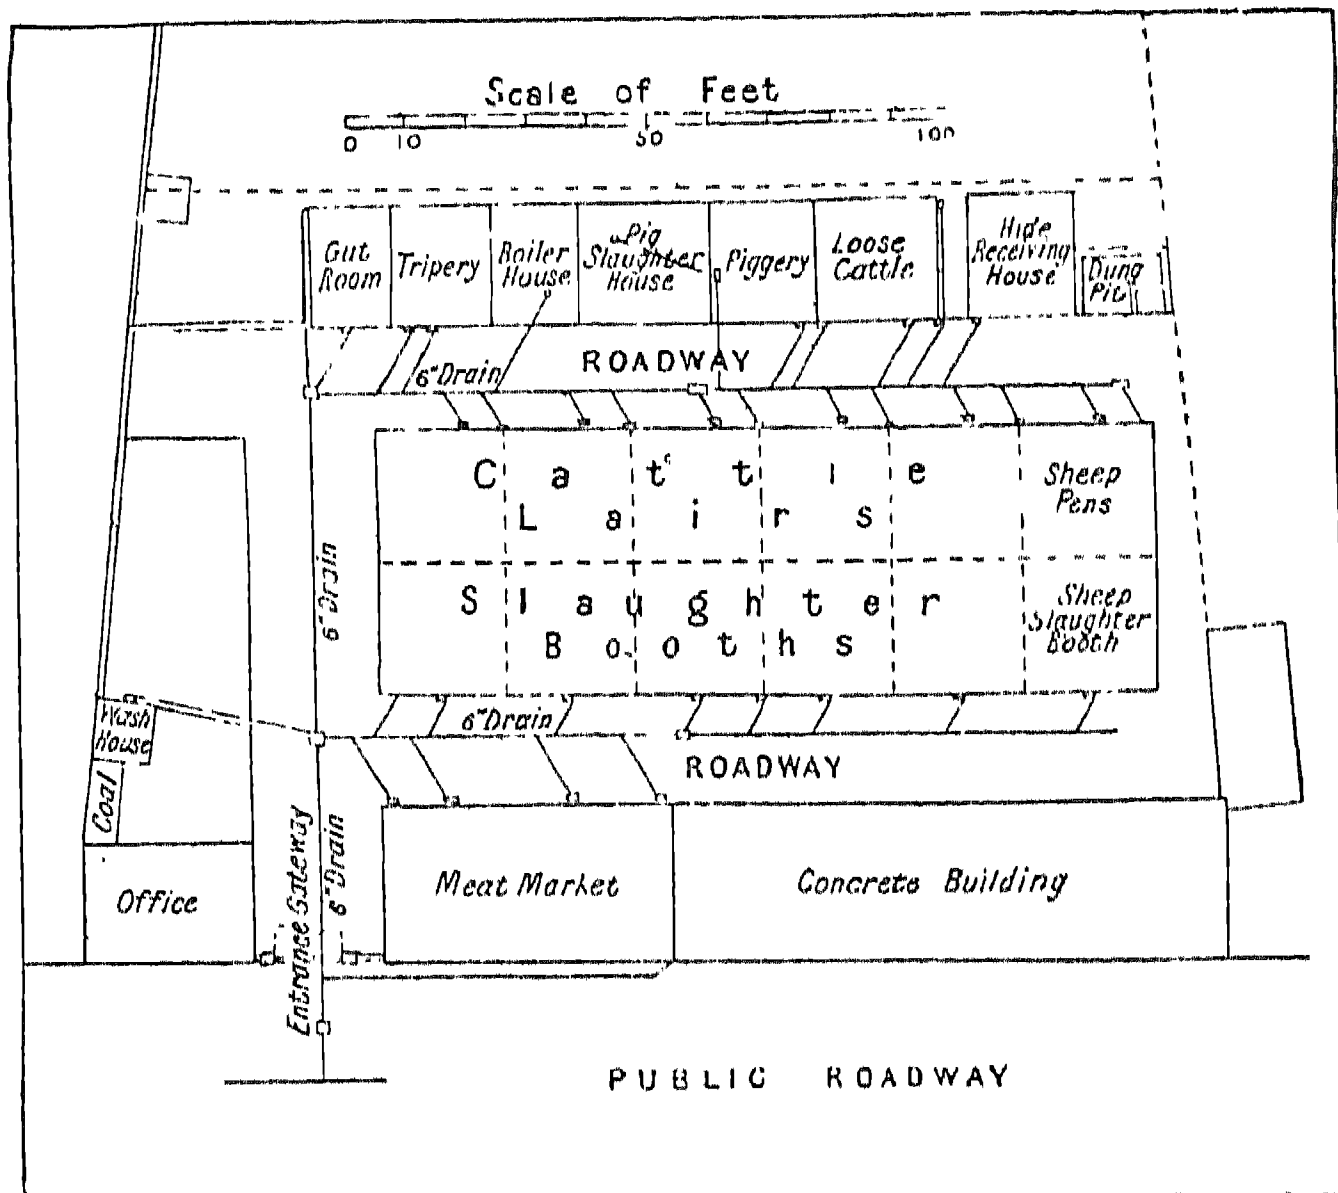 Scale of Feet
0 10 50 100
Gut
Room
Tripery
Boiler
House
Pig
Slaughter
House
Piggery
Loose
Cattle
Hide
Receiving
House
Dung
Pit
ROADWAY
6" Drain
Cattle
Lairs
Sheep
Pens
6" Drain
Slaughter
Booths
Sheep
Slaughter
Booth
6" Drain
Wash
House
ROADWAY
Coal
Entrance Gateway
6" Drain
Office
Meat Market
Concrete Building
PUBLIC ROADWAY